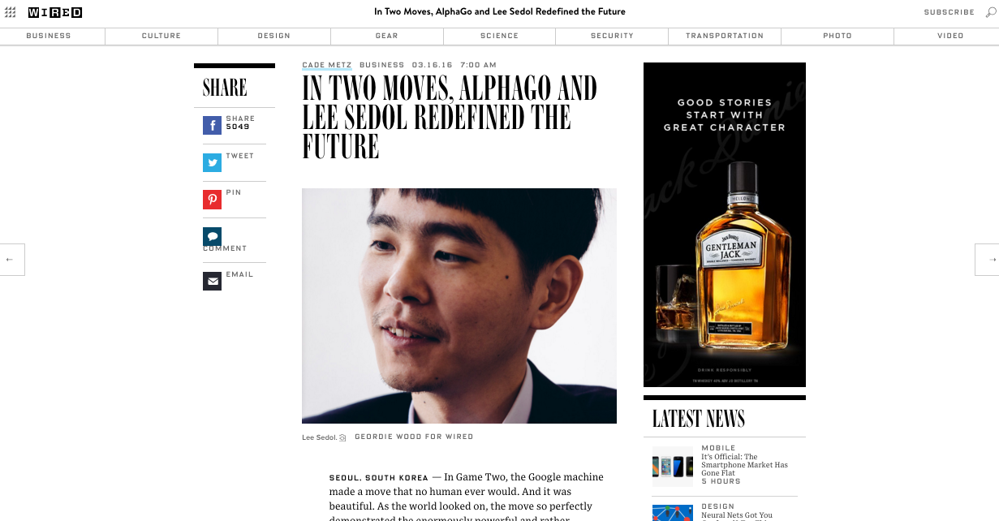 WIRED
In Two Moves, AlphaGo and Lee Sedol Redefined the Future
SUBSCRIBE
BUSINESS
CULTURE
DESIGN
GEAR
SCIENCE
SECURITY
TRANSPORTATION
PHOTO
VIDEO
SHARE
SHARE
5049
TWEET
PIN
COMMENT
EMAIL
CADE METZ BUSINESS 03.16.16 7:00 AM
IN TWO MOVES, ALPHAGO AND
LEE SEDOL REDEFINED THE
FUTURE
Lee Sedol. GEORDIE WOOD FOR WIRED
SEOUL, SOUTH KOREA — In Game Two, the Google machine
made a move that no human ever would. And it was
beautiful. As the world looked on, the move so perfectly
demonstrated the enormously powerful and rather
GOOD STORIES
START WITH
GREAT CHARACTER
Jack Daniel
GENTLEMAN
JACK
DRINK RESPONSIBLY
LATEST NEWS
MOBILE
It's Official: The
Smartphone Market Has
Gone Flat
5 HOURS
DESIGN
Neural Nets Got You